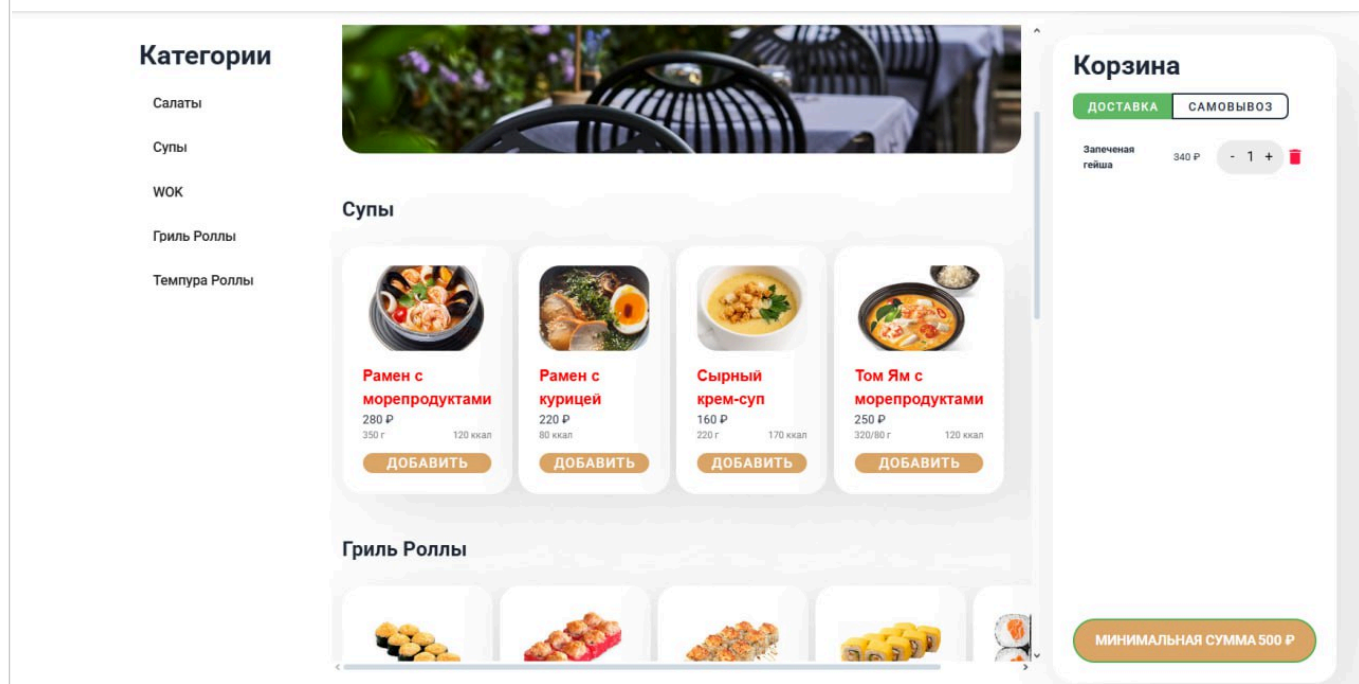 Категории
Салаты
Супы
WOK
Гриль Роллы
Темпура Роллы
Супы
Рамен с
морепродуктами
280 ₽
350 г 120 ккал
ДОБАВИТЬ
Рамен с
курицей
220 ₽
80 ккал
ДОБАВИТЬ
Сырный
крем-суп
160 ₽
220 г 170 ккал
ДОБАВИТЬ
Том Ям с
морепродуктами
250 ₽
320/80 г 120 ккал
ДОБАВИТЬ
Гриль Роллы
Корзина
ДОСТАВКА САМОВЫВОЗ
Запеченая
гейша
340 ₽ - 1 +
МИНИМАЛЬНАЯ СУММА 500 ₽